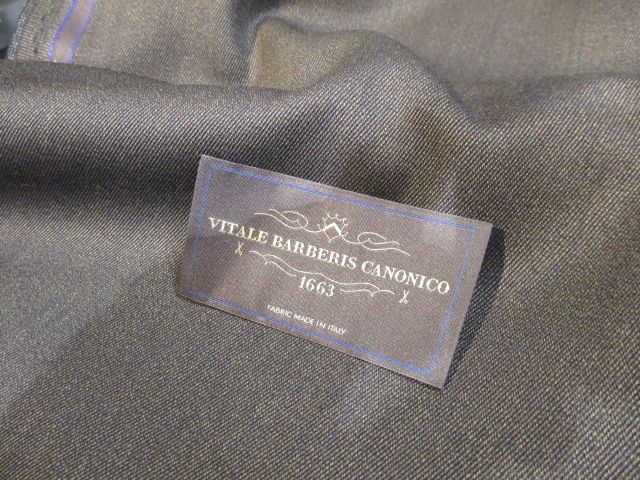 VITALE BARBERIS CANONICO
1663
FABRIC MADE IN ITALY